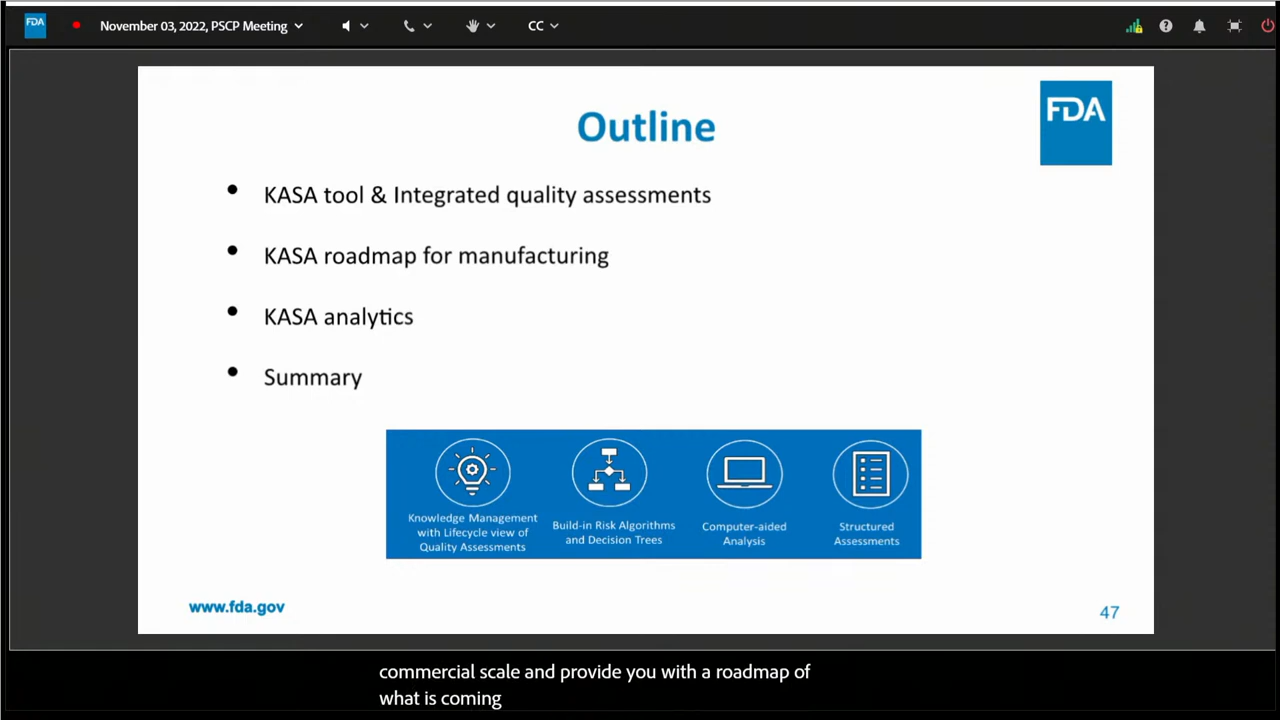 FDA
November 03, 2022, PSCP Meeting
CC
Outline
FDA
• KASA tool & Integrated quality assessments
• KASA roadmap for manufacturing
• KASA analytics
• Summary
Knowledge Management
with Lifecycle view of
Quality Assessments
Build-in Risk Algorithms
and Decision Trees
Computer-aided
Analysis
Structured
Assessments
www.fda.gov
47
commercial scale and provide you with a roadmap of
what is coming